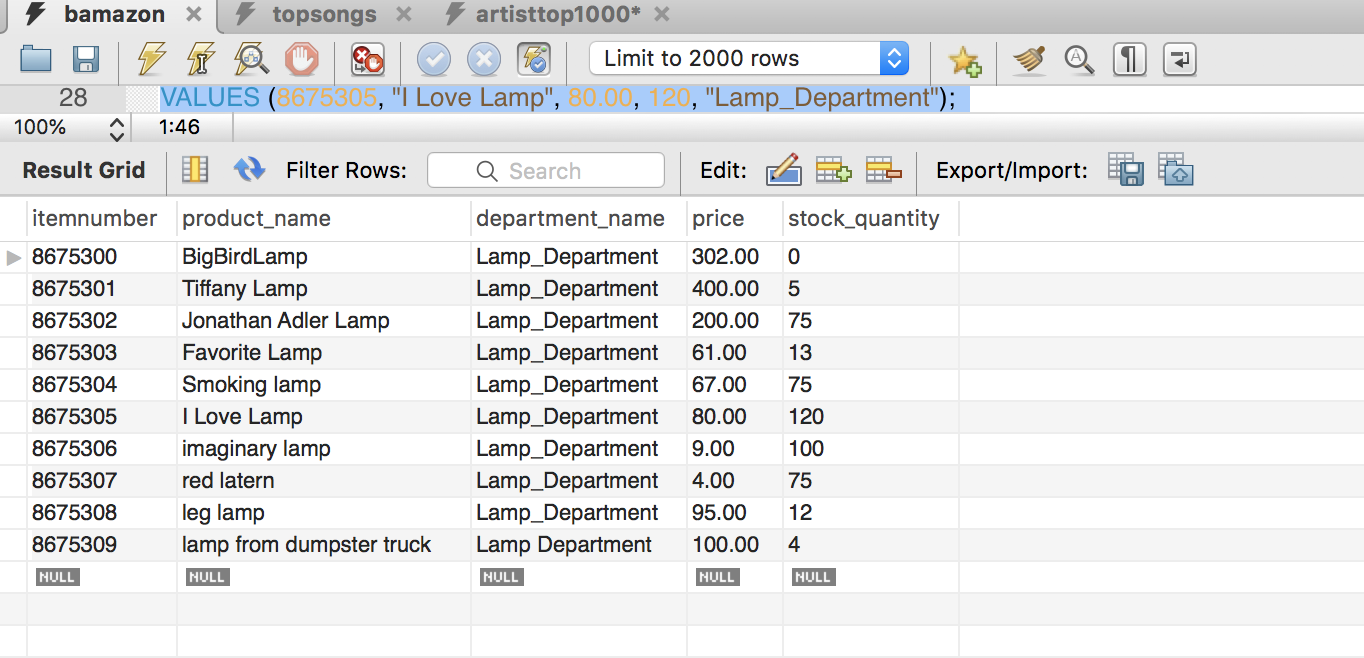 bamazon topsongs artisttop1000*
Limit to 2000 rows
28 VALUES (8675305, "I Love Lamp", 80.00, 120, "Lamp_Department");
100% 1:46
Result Grid Filter Rows: Search Edit: Export/Import:
itemnumber product_name department_name price stock_quantity
8675300 BigBirdLamp Lamp_Department 302.00 0
8675301 Tiffany Lamp Lamp_Department 400.00 5
8675302 Jonathan Adler Lamp Lamp_Department 200.00 75
8675303 Favorite Lamp Lamp_Department 61.00 13
8675304 Smoking lamp Lamp_Department 67.00 75
8675305 I Love Lamp Lamp_Department 80.00 120
8675306 imaginary lamp Lamp_Department 9.00 100
8675307 red latern Lamp_Department 4.00 75
8675308 leg lamp Lamp_Department 95.00 12
8675309 lamp from dumpster truck Lamp Department 100.00 4
NULL NULL NULL NULL NULL